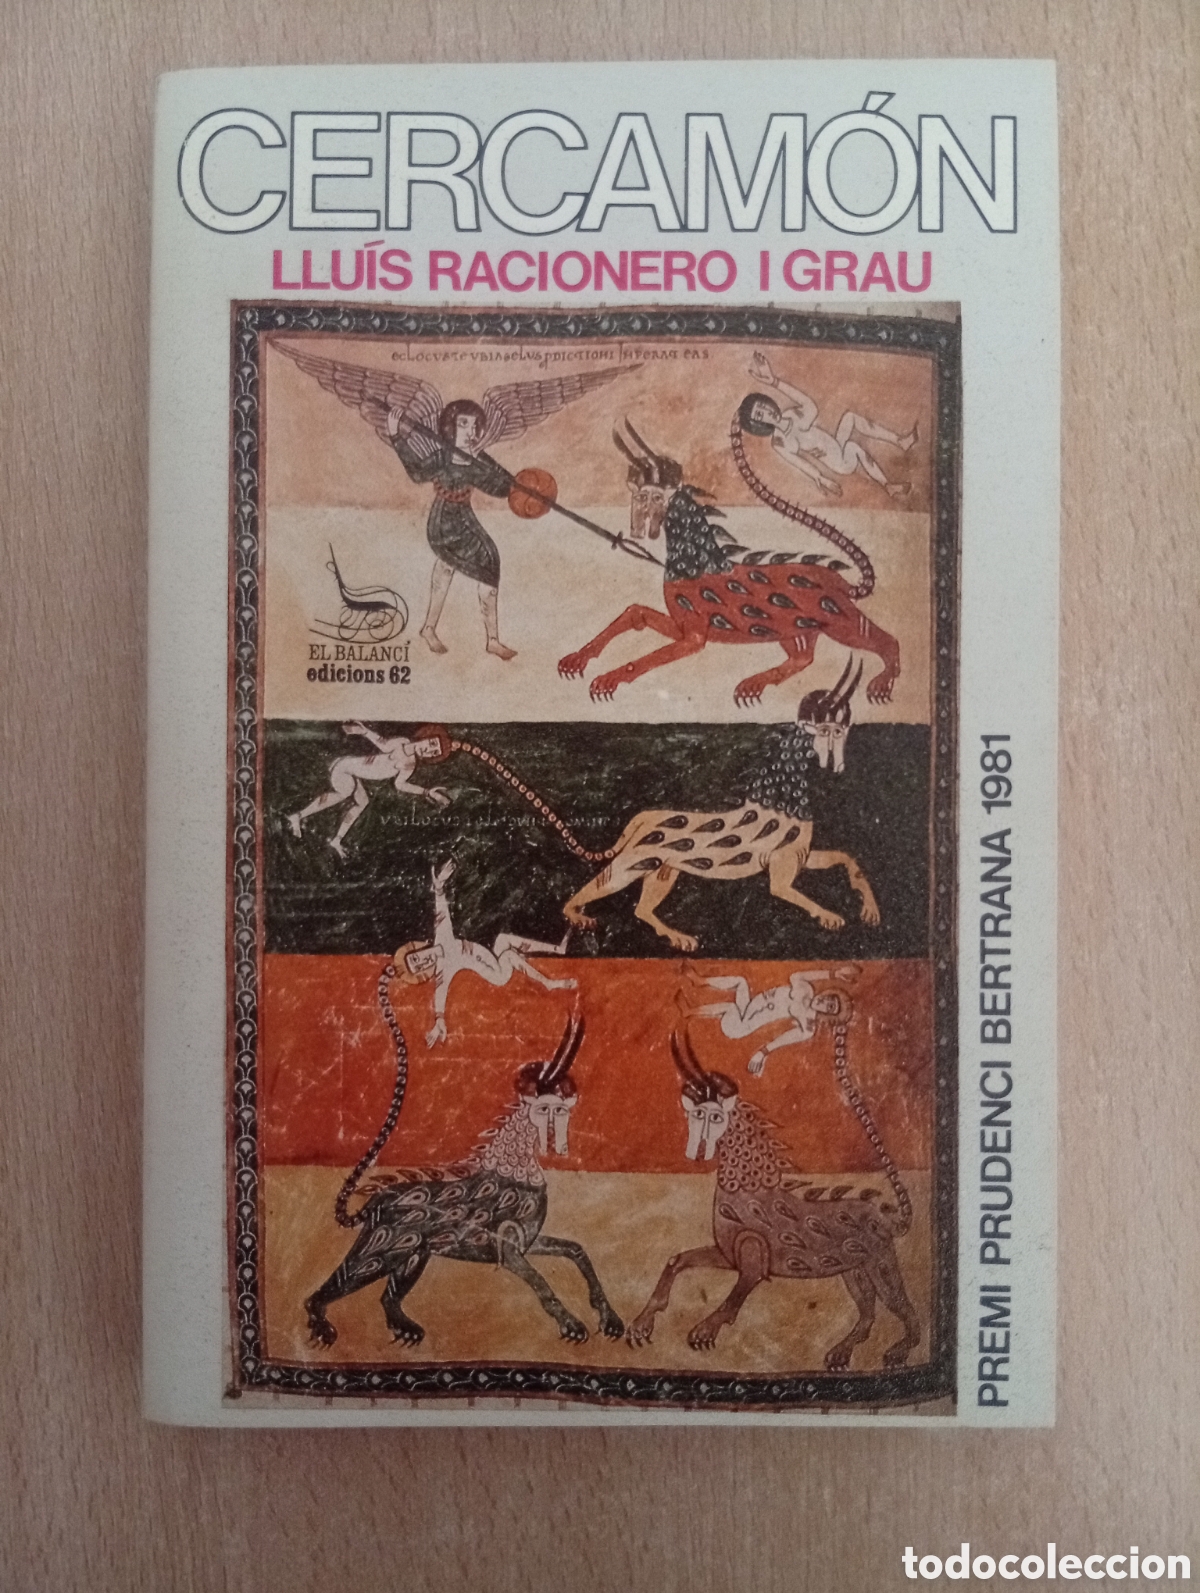 CERCAMÓN
LLUÍS RACIONERO I GRAU
EL BALANCÍ
edicions 62
PREMI PRUDENCI BERTRANA 1981
todocoleccion